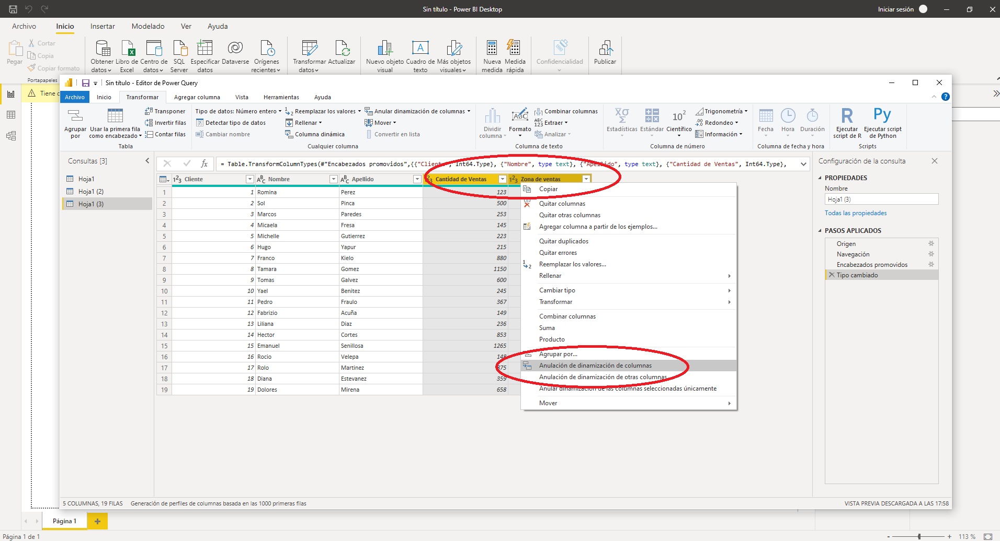 Sin título - Power BI Desktop
Iniciar sesión
Archivo
Inicio
Insertar
Modelado
Ver
Ayuda
Pegar
Cortar
Copia
Copiar formato
Portapapeles
Obtener datos
Libro de Excel
Centro de datos
SQL Server
Especificar datos
Dataverse
Orígenes recientes
Transformar datos
Actualizar
Nuevo objeto visual
Cuadro de texto
Más objetos visuales
Nueva medida
Medida rápida
Confidencialidad
Publicar
Tiene c
Sin título - Editor de Power Query
Archivo
Inicio
Transformar
Agregar columna
Vista
Herramientas
Ayuda
Agrupar por
Usar la primera fila como encabezado
Transponer
Invertir filas
Contar filas
Tabla
Tipo de datos: Número entero
Detectar tipo de datos
Cambiar nombre
Reemplazar los valores
Rellenar
Columna dinámica
Anular dinamización de columnas
Mover
Convertir en lista
Cualquier columna
Dividir columna
Formato
Combinar columnas
Extraer
Analizar
Columna de texto
Estadísticas
Estándar
Científico
Trigonometría
Redondeo
Información
Columna de número
Fecha
Hora
Duración
Columna de fecha y hora
Ejecutar script de R
Ejecutar script de Python
Scripts
Consultas [3]
Hoja1
Hoja1 (2)
Hoja1 (3)
= Table.TransformColumnTypes(#"Encabezados promovidos",{{"Cliente", Int64.Type}, {"Nombre", type text}, {"Apellido", type text}, {"Cantidad de Ventas", Int64.Type},
Cliente Nombre Apellido Cantidad de Ventas Zona de ventas
1 1 Romina Perez 123
2 2 Sol Pinca 500
3 3 Marcos Paredes 253
4 4 Micaela Fresa 145
5 5 Michelle Gutierrez 223
6 6 Hugo Yapur 215
7 7 Franco Kielo 880
8 8 Tamara Gomez 1150
9 9 Tomas Galvez 600
10 10 Yael Benitez 245
11 11 Pedro Fraulo 367
12 12 Fabrizio Acuña 149
13 13 Liliana Diaz 236
14 14 Hector Cortes 853
15 15 Emanuel Senillosa 1265
16 16 Rocio Velepa 148
17 17 Rolo Martinez 875
18 18 Diana Estevanez 359
19 19 Dolores Mirena 658
Copiar
Quitar columnas
Quitar otras columnas
Agregar columna a partir de los ejemplos...
Quitar duplicados
Quitar errores
Reemplazar los valores...
Rellenar
Cambiar tipo
Transformar
Combinar columnas
Suma
Producto
Agrupar por...
Anulación de dinamización de columnas
Anulación de dinamización de otras columnas
Anular dinamización de las columnas seleccionadas únicamente
Mover
Configuración de la consulta
PROPIEDADES
Nombre
Hoja1 (3)
Todas las propiedades
PASOS APLICADOS
Origen
Navegación
Encabezados promovidos
Tipo cambiado
5 COLUMNAS, 19 FILAS
Generación de perfiles de columnas basada en las 1000 primeras filas
VISTA PREVIA DESCARGADA A LAS 17:58
Página 1
Página 1 de 1
113 %